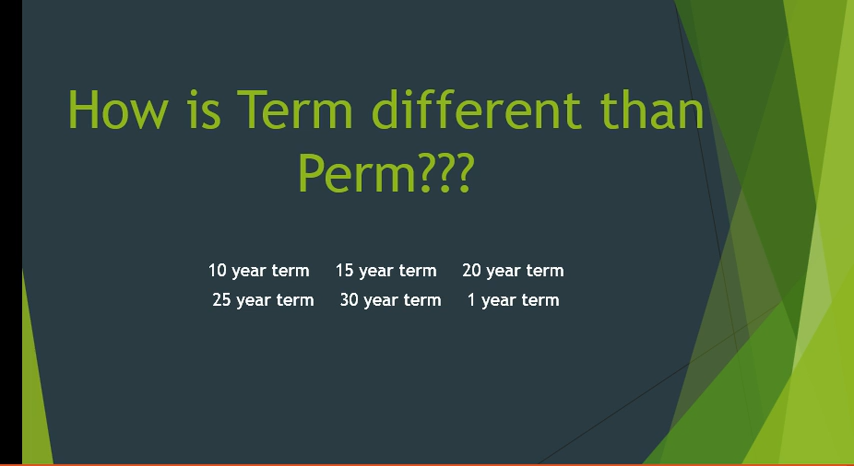 How is Term different than
Perm???
10 year term 15 year term 20 year term
25 year term 30 year term 1 year term